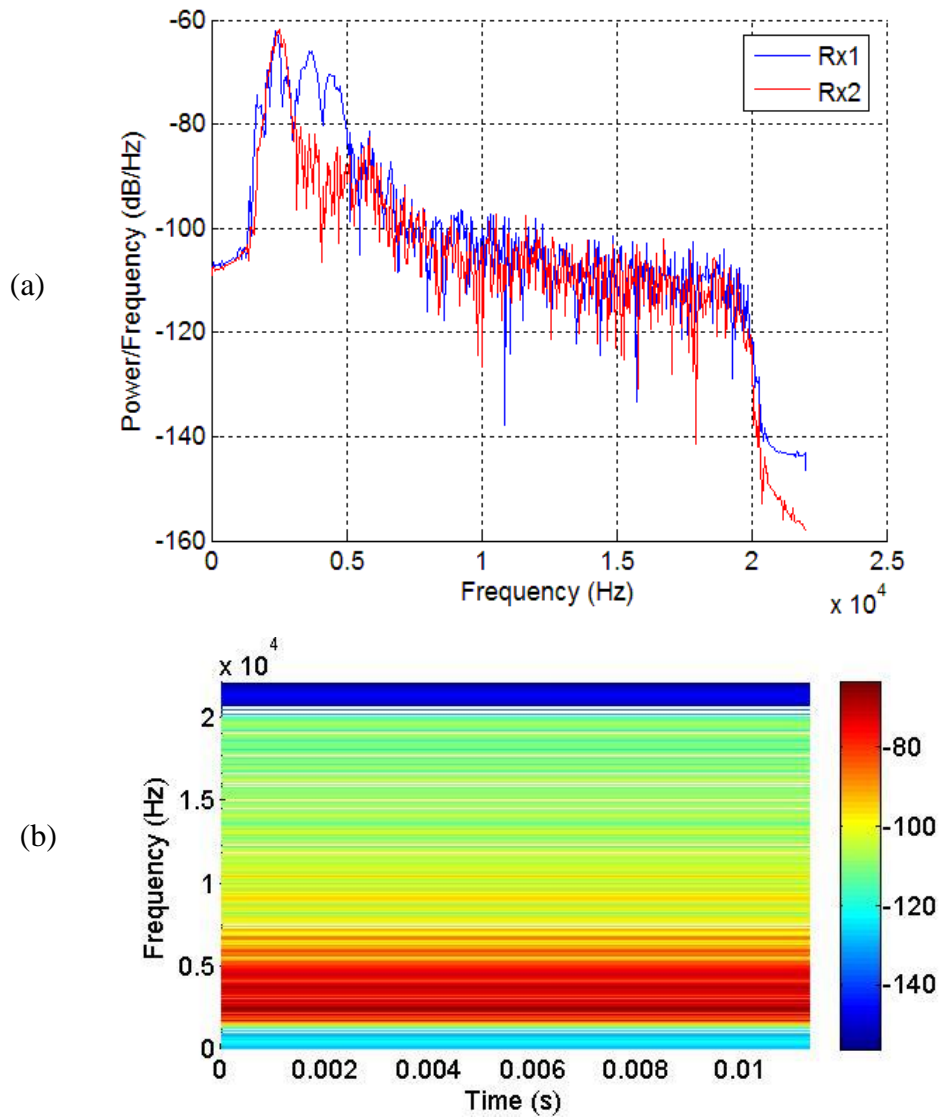 -60
-80
-100
-120
-140
-160
Power/Frequency (dB/Hz)
Rx1
Rx2
(a)
0 0.5 1 1.5 2 2.5
Frequency (Hz)
x 10^4
x 10^4
2
1.5
1
0.5
0
Frequency (Hz)
(b)
-80
-100
-120
-140
0 0.002 0.004 0.006 0.008 0.01
Time (s)